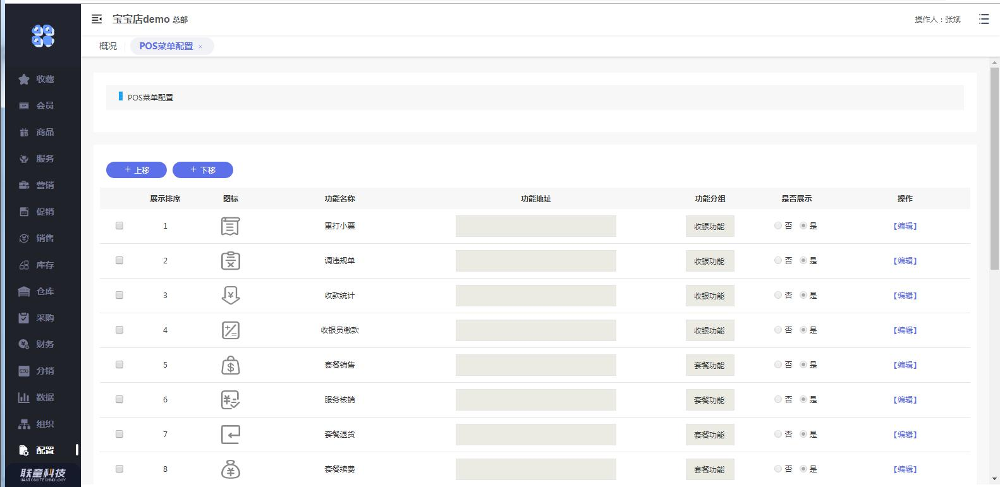 宝宝店demo 总部
操作人：张斌
概况
POS菜单配置 ×
收藏
会员
商品
服务
营销
促销
销售
库存
仓库
采购
财务
分销
数据
组织
配置
联童科技
LIANTONGTECHNOLOGY
POS菜单配置
+ 上移
+ 下移
展示排序 图标 功能名称 功能地址 功能分组 是否展示 操作
1 重打小票 收银功能 否 是 【编辑】
2 调违规单 收银功能 否 是 【编辑】
3 收款统计 收银功能 否 是 【编辑】
4 收银员缴款 收银功能 否 是 【编辑】
5 套餐销售 套餐功能 否 是 【编辑】
6 服务核销 套餐功能 否 是 【编辑】
7 套餐退货 套餐功能 否 是 【编辑】
8 套餐续费 套餐功能 否 是 【编辑】